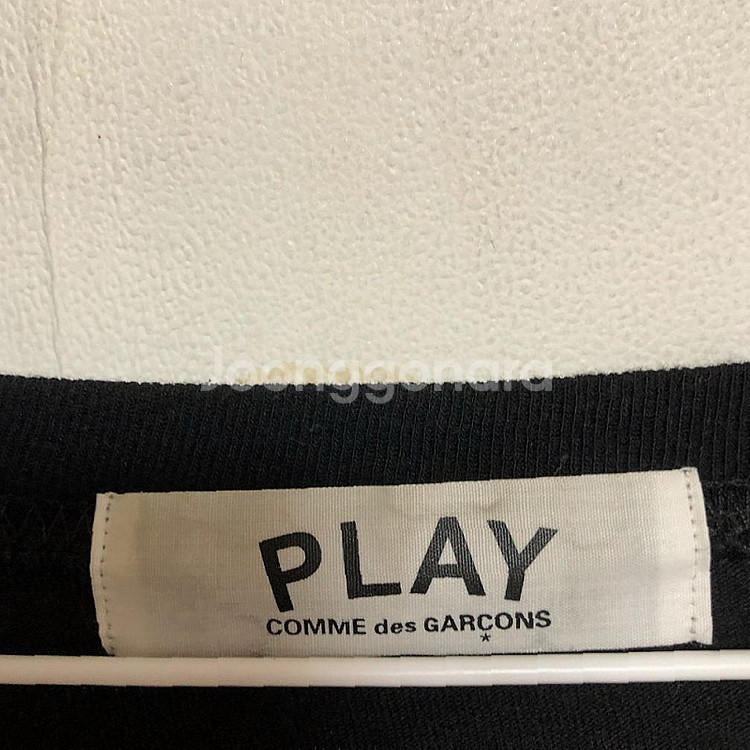 Joonggonara
PLAY
COMME des GARÇONS
*